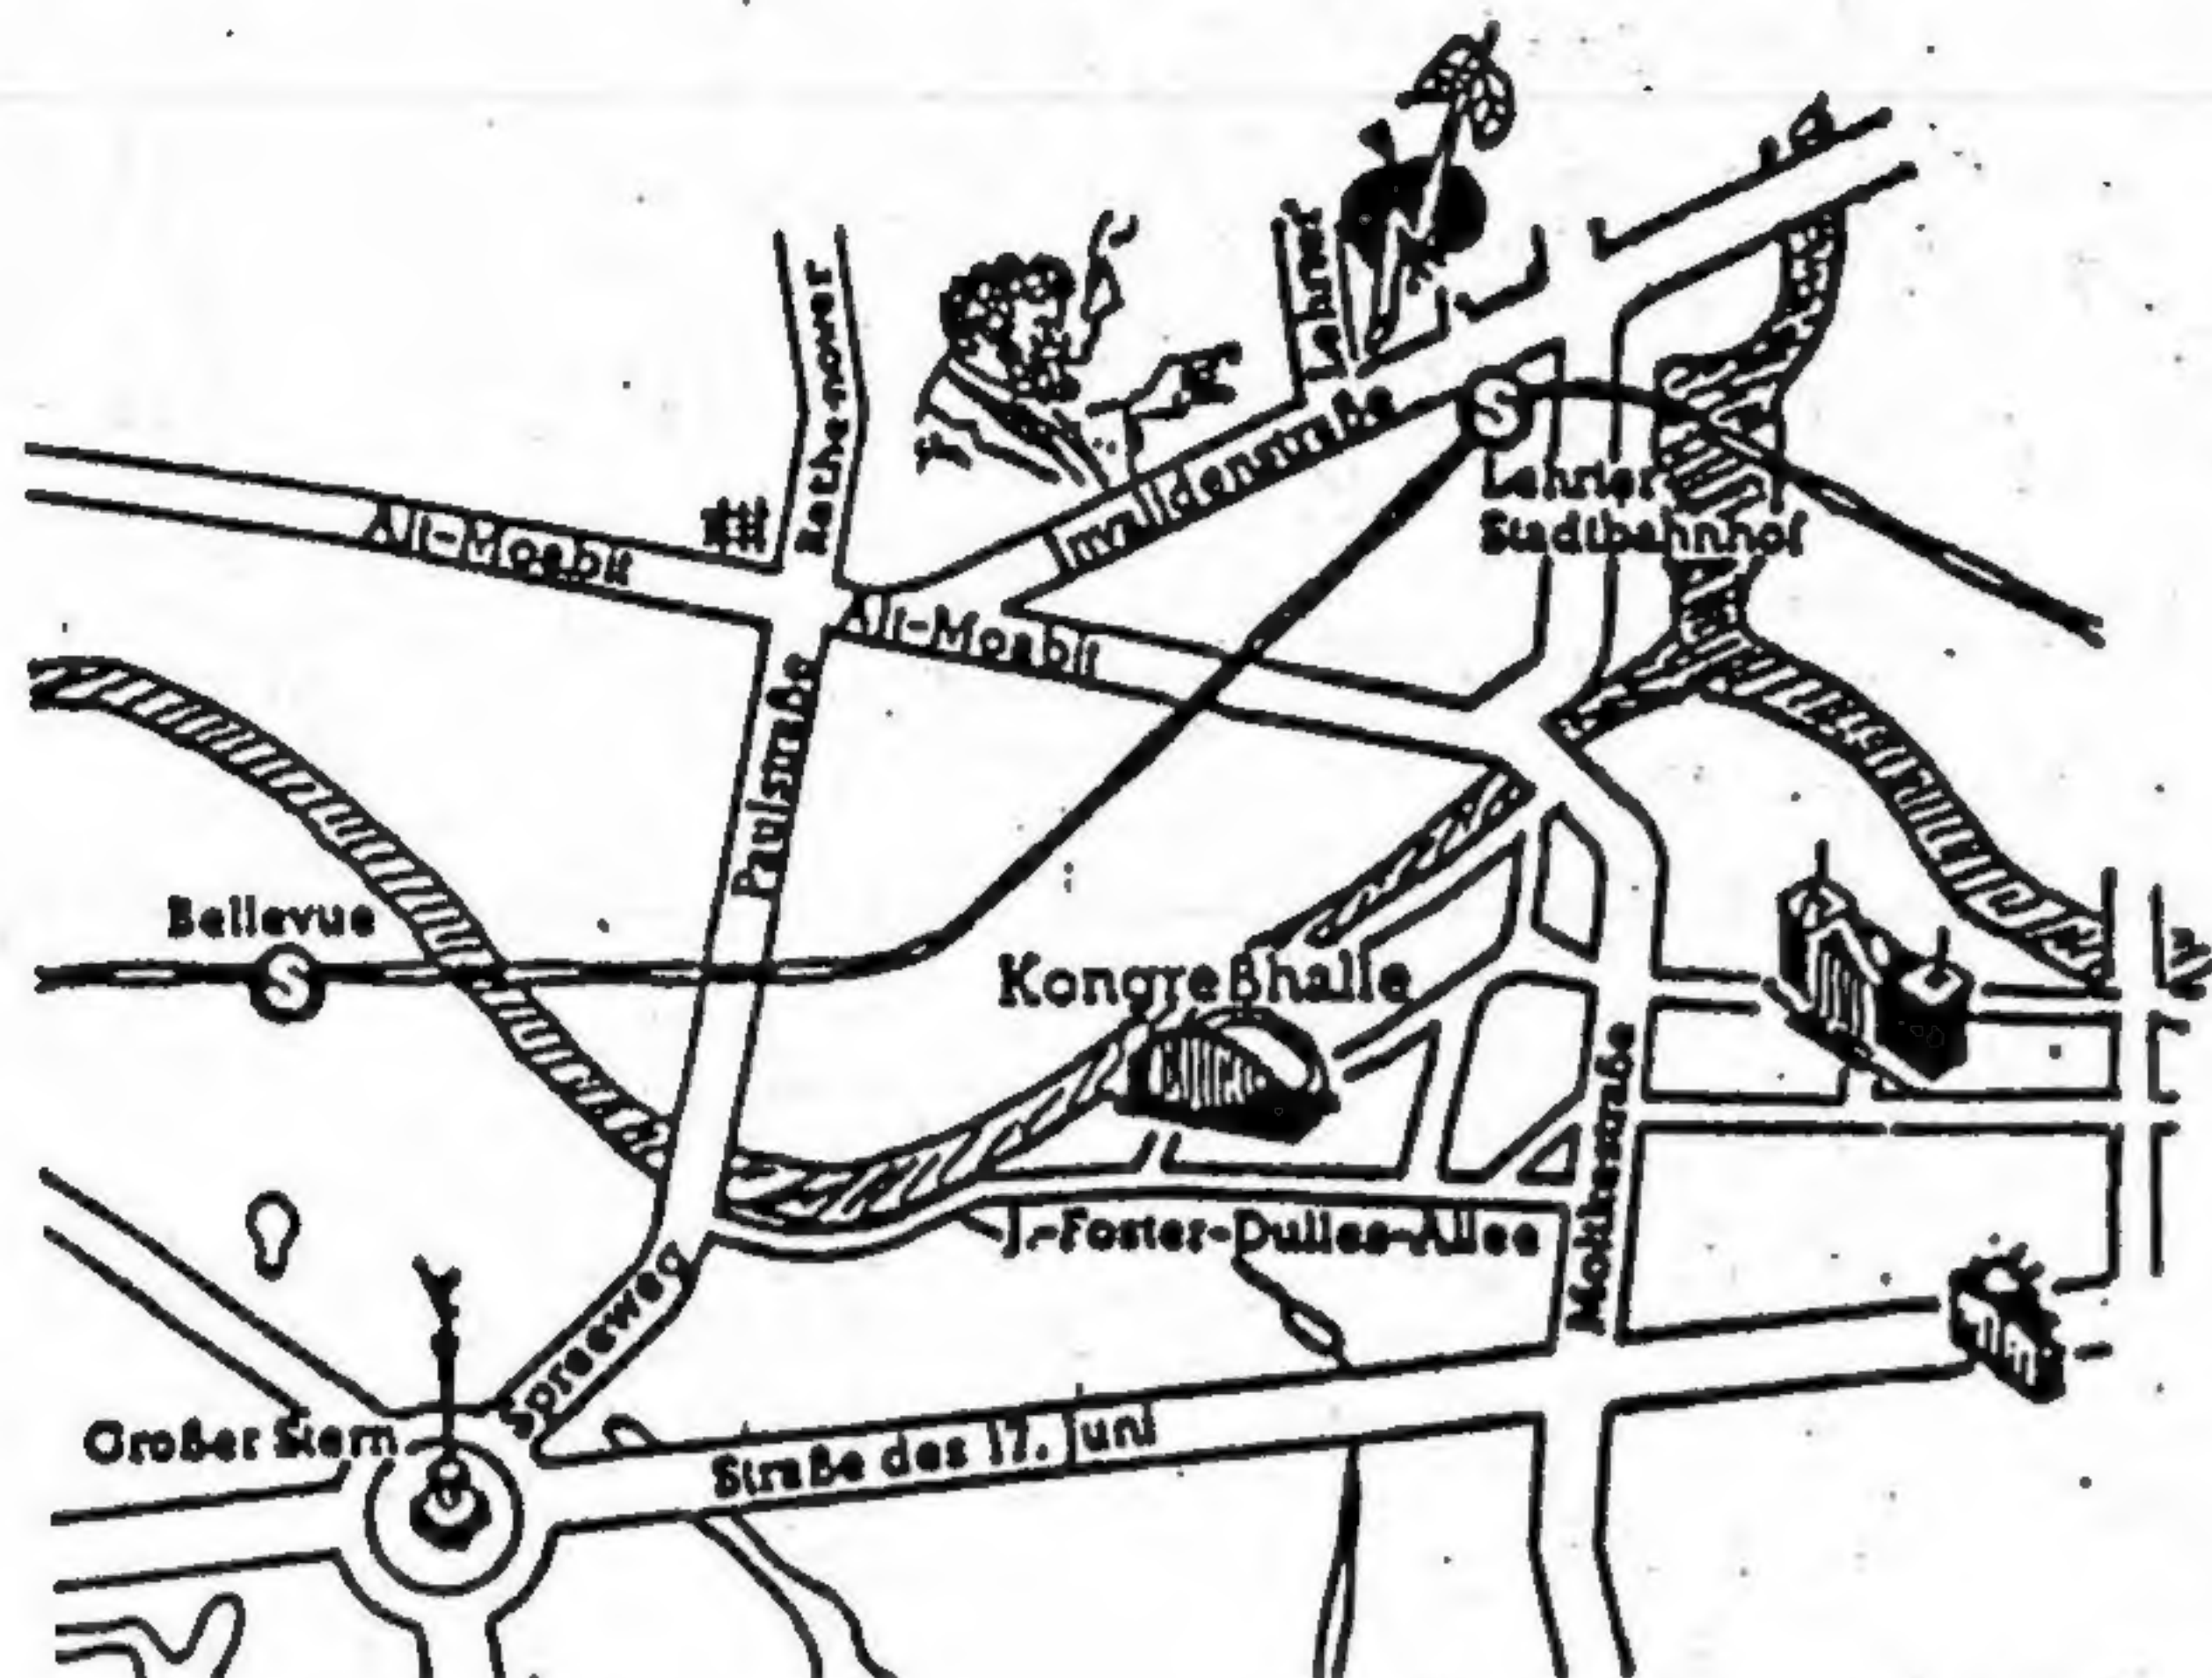 Lehrter
Rathenower
Invalidenstraße
S
Lehrter
Stadtbahnhof
Alt-Moabit
Alt-Moabit
Paulstraße
Bellevue
S
Kongreßhalle
Moltkestraße
J.-Foster-Dulles-Allee
Spreeweg
Großer Stern
Straße des 17. Juni